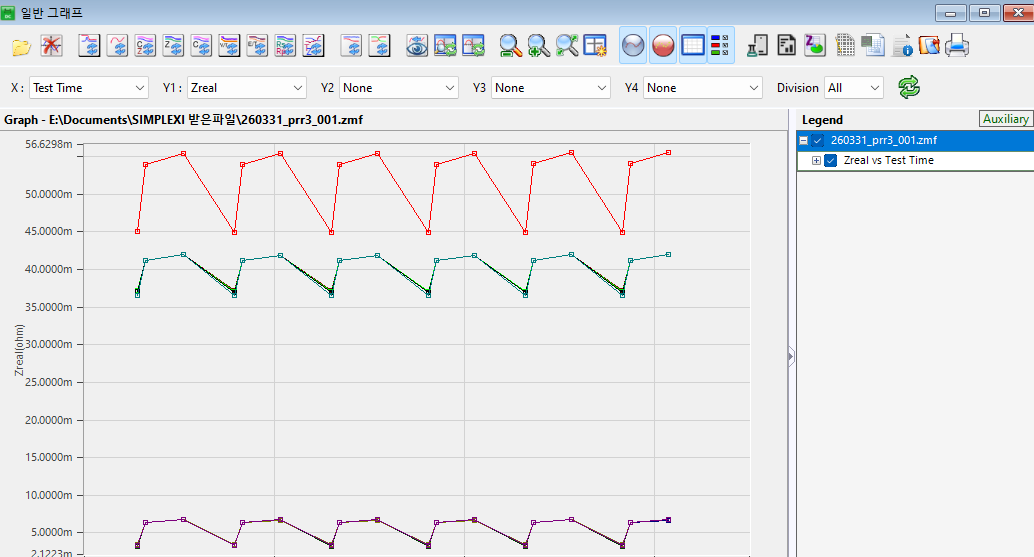 일반 그래프
X : Test Time Y1 : Zreal Y2 None Y3 None Y4 None Division All
Graph - E:\Documents\SIMPLEXI 받은파일\260331_prr3_001.zmf
Legend
Auxiliary
260331_prr3_001.zmf
Zreal vs Test Time
56.6298m
50.0000m
45.0000m
40.0000m
35.0000m
30.0000m
25.0000m
20.0000m
15.0000m
10.0000m
5.0000m
2.1223m
Zreal(ohm)